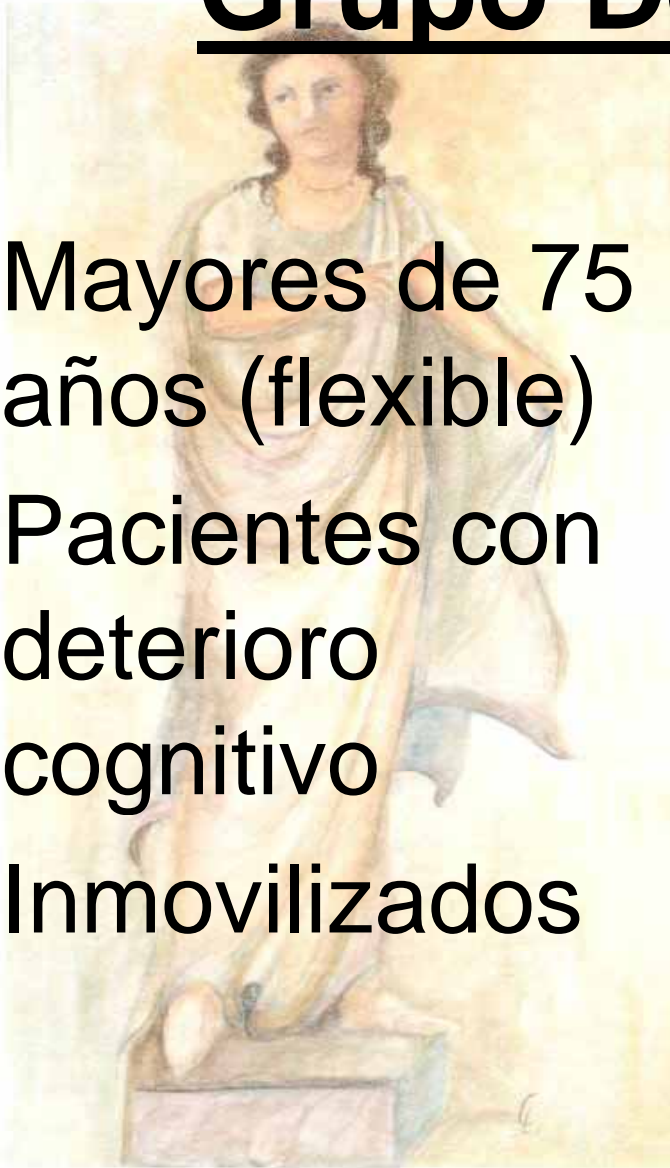 Grupo D
Mayores de 75
años (flexible)
Pacientes con
deterioro
cognitivo
Inmovilizados